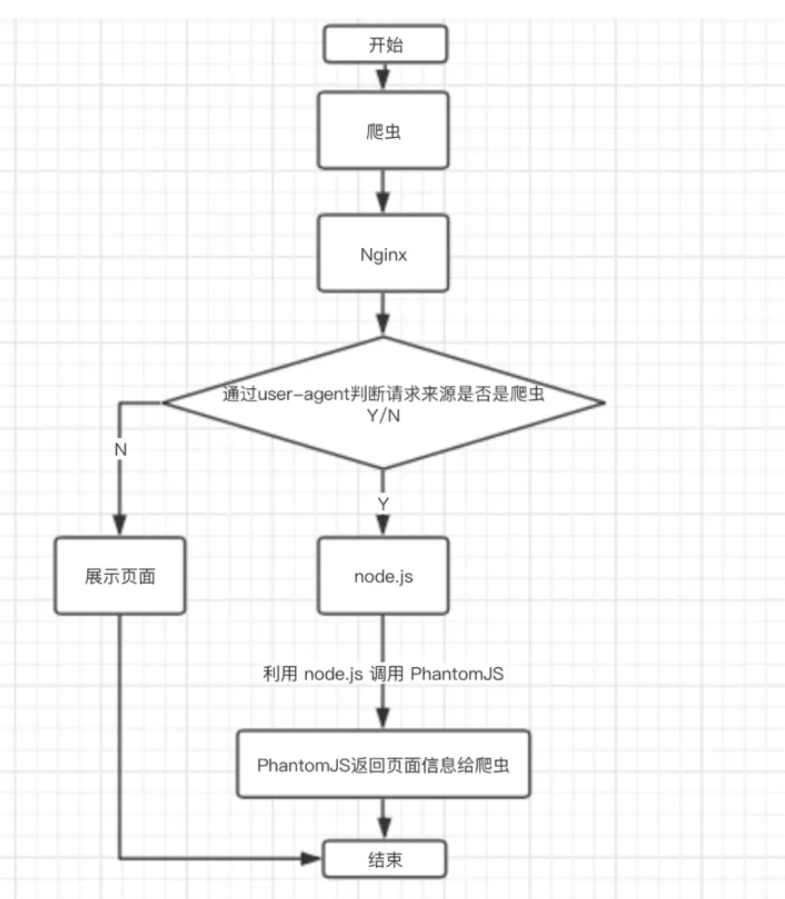 开始
爬虫
Nginx
通过user-agent判断请求来源是否是爬虫
Y/N
N
Y
展示页面
node.js
利用 node.js 调用 PhantomJS
PhantomJS返回页面信息给爬虫
结束